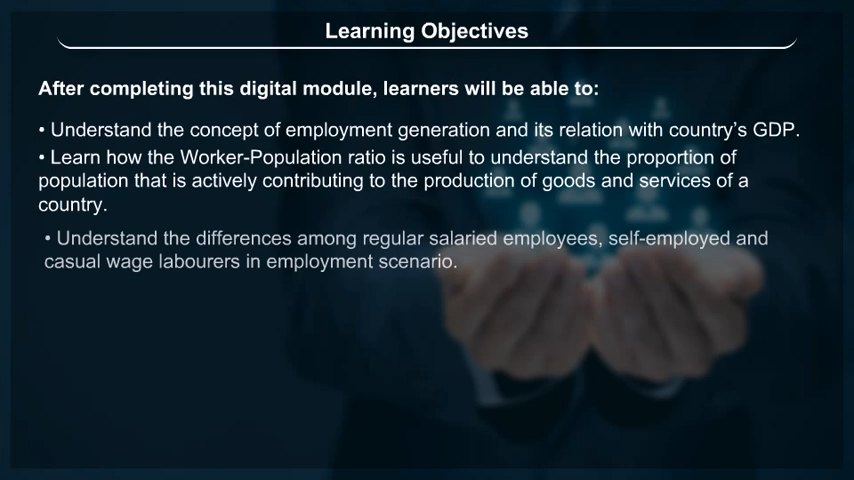 Learning Objectives
After completing this digital module, learners will be able to:
• Understand the concept of employment generation and its relation with country’s GDP.
• Learn how the Worker-Population ratio is useful to understand the proportion of
population that is actively contributing to the production of goods and services of a
country.
• Understand the differences among regular salaried employees, self-employed and
casual wage labourers in employment scenario.